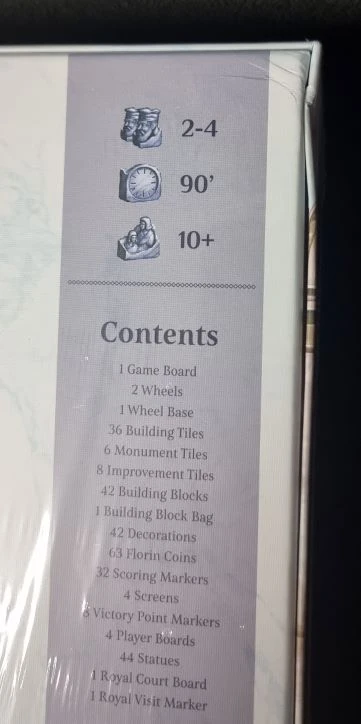 2-4
90'
10+
Contents
1 Game Board
2 Wheels
1 Wheel Base
36 Building Tiles
6 Monument Tiles
8 Improvement Tiles
42 Building Blocks
1 Building Block Bag
42 Decorations
63 Florin Coins
32 Scoring Markers
4 Screens
8 Victory Point Markers
4 Player Boards
44 Statues
1 Royal Court Board
1 Royal Visit Marker